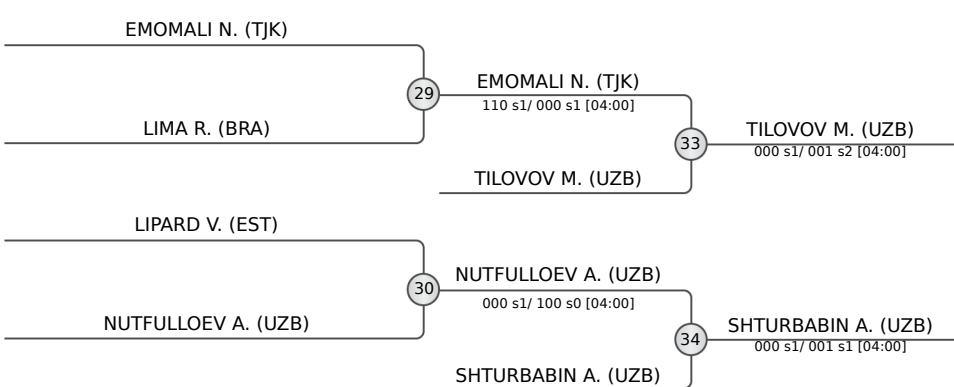 EMOMALI N. (TJK)
29
LIMA R. (BRA)
EMOMALI N. (TJK)
110 s1/ 000 s1 [04:00]
33
TILOVOV M. (UZB)
TILOVOV M. (UZB)
000 s1/ 001 s2 [04:00]
LIPARD V. (EST)
30
NUTFULLOEV A. (UZB)
NUTFULLOEV A. (UZB)
000 s1/ 100 s0 [04:00]
34
SHTURBABIN A. (UZB)
SHTURBABIN A. (UZB)
000 s1/ 001 s1 [04:00]